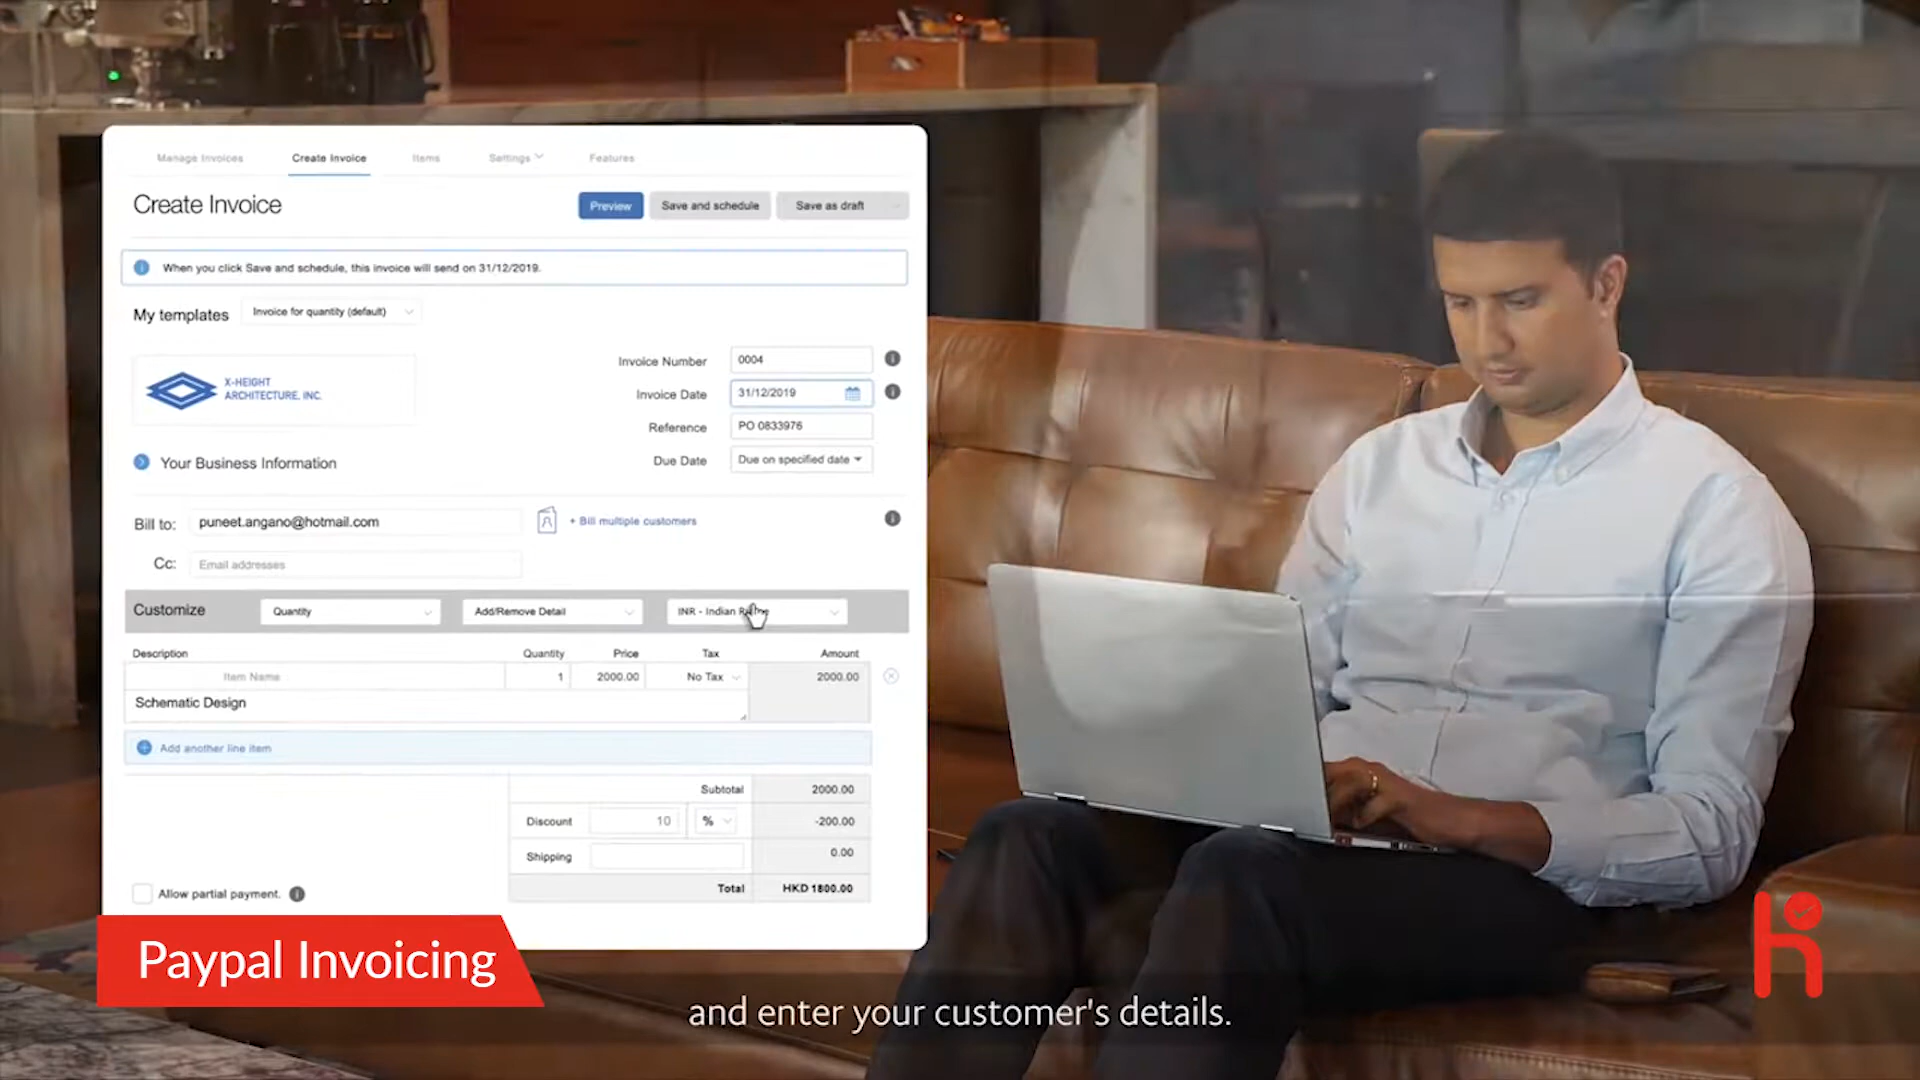 Manage Invoices Create Invoice Items Settings Features
Create Invoice Preview Save and schedule Save as draft
When you click Save and schedule, this invoice will send on 31/12/2019.
My templates Invoice for quantity (default)
X-HEIGHT
ARCHITECTURE, INC.
Invoice Number 0004
Invoice Date 31/12/2019
Reference PO 0833976
Due Date Due on specified date
Your Business Information
Bill to: puneet.angano@hotmail.com + Bill multiple customers
Cc: Email addresses
Customize Quantity Add/Remove Detail INR - Indian
Description Quantity Price Tax Amount
Item Name 1 2000.00 No Tax 2000.00
Schematic Design
Add another line item
Subtotal 2000.00
Discount 10 % -200.00
Shipping 0.00
Total HKD 1800.00
Allow partial payment.
Paypal Invoicing
and enter your customer's details.